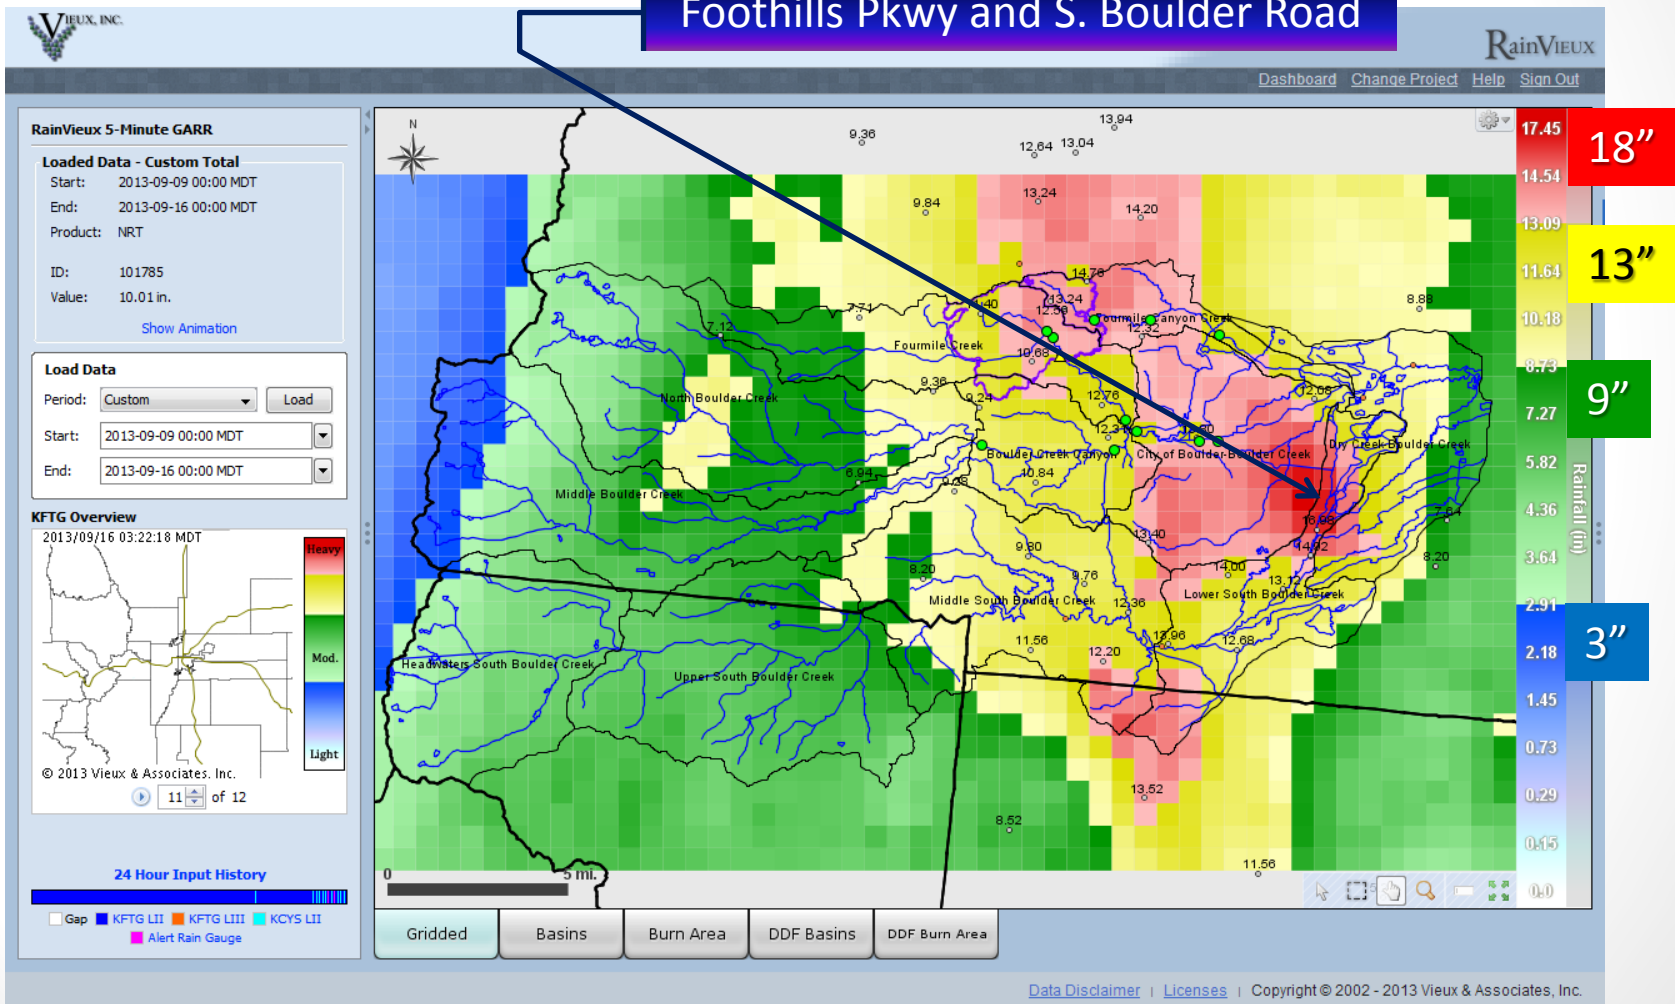 VIEUX, INC.
Foothills Pkwy and S. Boulder Road
RainVieux
Dashboard Change Project Help Sign Out
RainVieux 5-Minute GARR
Loaded Data - Custom Total
Start: 2013-09-09 00:00 MDT
End: 2013-09-16 00:00 MDT
Product: NRT
ID: 101785
Value: 10.01 in.
Show Animation
Load Data
Period: Custom Load
Start: 2013-09-09 00:00 MDT
End: 2013-09-16 00:00 MDT
KFTG Overview
2013/09/16 03:22:18 MDT
Heavy
Mod.
Light
© 2013 Vieux & Associates, Inc.
11 of 12
24 Hour Input History
Gap KFTG LII KFTG LIII KCYS LII
Alert Rain Gauge
N
9.36
13.94
12.64 13.04
9.84
13.24
14.20
14.76
7.71
13.24
12.59
8.88
7.12
Fourmile Canyon Creek
12.32
Fourmile Creek
10.68
9.36
12.08
North Boulder Creek
9.24
12.76
12.31
Dry Creek Boulder Creek
Boulder Creek Canyon
City of Boulder-Boulder Creek
6.94
10.84
9.28
Middle Boulder Creek
7.64
16.98
13.40
9.80
14.02
8.20
8.20
9.76
14.00
13.12
Middle South Boulder Creek
12.36
Lower South Boulder Creek
11.56
13.96
12.68
12.20
Headwaters South Boulder Creek
Upper South Boulder Creek
13.52
8.52
11.56
0 5 mi.
17.45
14.54
13.09
11.64
10.18
8.73
7.27
5.82
4.36
3.64
2.91
2.18
1.45
0.73
0.29
0.15
0.0
Rainfall (in)
18”
13”
9”
3”
Gridded Basins Burn Area DDF Basins DDF Burn Area
Data Disclaimer | Licenses | Copyright © 2002 - 2013 Vieux & Associates, Inc.